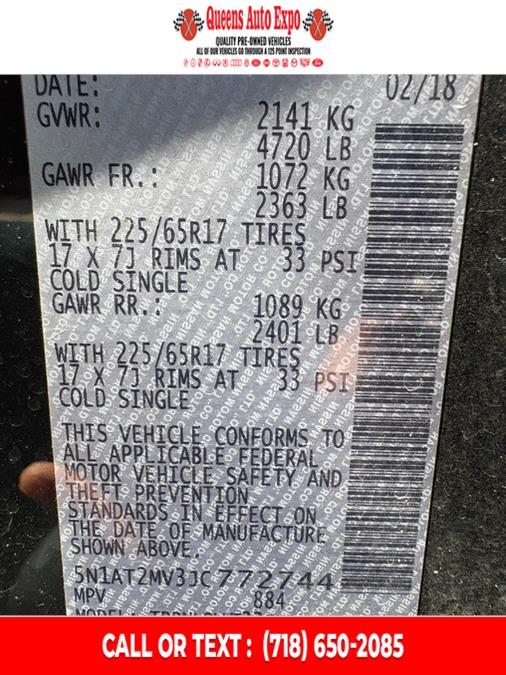 Queens Auto Expo
QUALITY PRE-OWNED VEHICLES
ALL OF OUR VEHICLES GO THROUGH A 125 POINT INSPECTION
DATE: 02/18
GVWR: 2141 KG
4720 LB
GAWR FR.: 1072 KG
2363 LB
WITH 225/65R17 TIRES
17 X 7J RIMS AT 33 PSI
COLD SINGLE
GAWR RR.: 1089 KG
2401 LB
WITH 225/65R17 TIRES
17 X 7J RIMS AT 33 PSI
COLD SINGLE
THIS VEHICLE CONFORMS TO
ALL APPLICABLE FEDERAL
MOTOR VEHICLE SAFETY AND
THEFT PREVENTION
STANDARDS IN EFFECT ON
THE DATE OF MANUFACTURE
SHOWN ABOVE.
5N1AT2MV3JC772744
MPV 884
CALL OR TEXT : (718) 650-2085